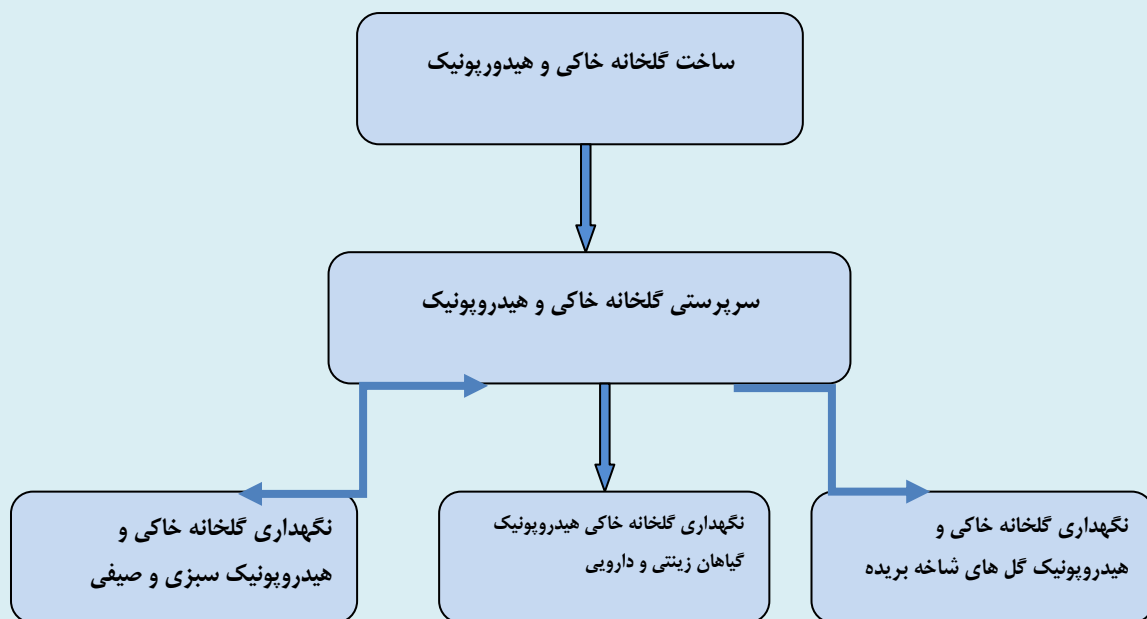 ساخت گلخانه خاکی و هیدورپونیک
سرپرستی گلخانه خاکی و هیدروپونیک
نگهداری گلخانه خاکی و
هیدروپونیک گل های شاخه بریده
نگهداری گلخانه خاکی هیدروپونیک
گیاهان زینتی و دارویی
نگهداری گلخانه خاکی و
هیدروپونیک سبزی و صیفی